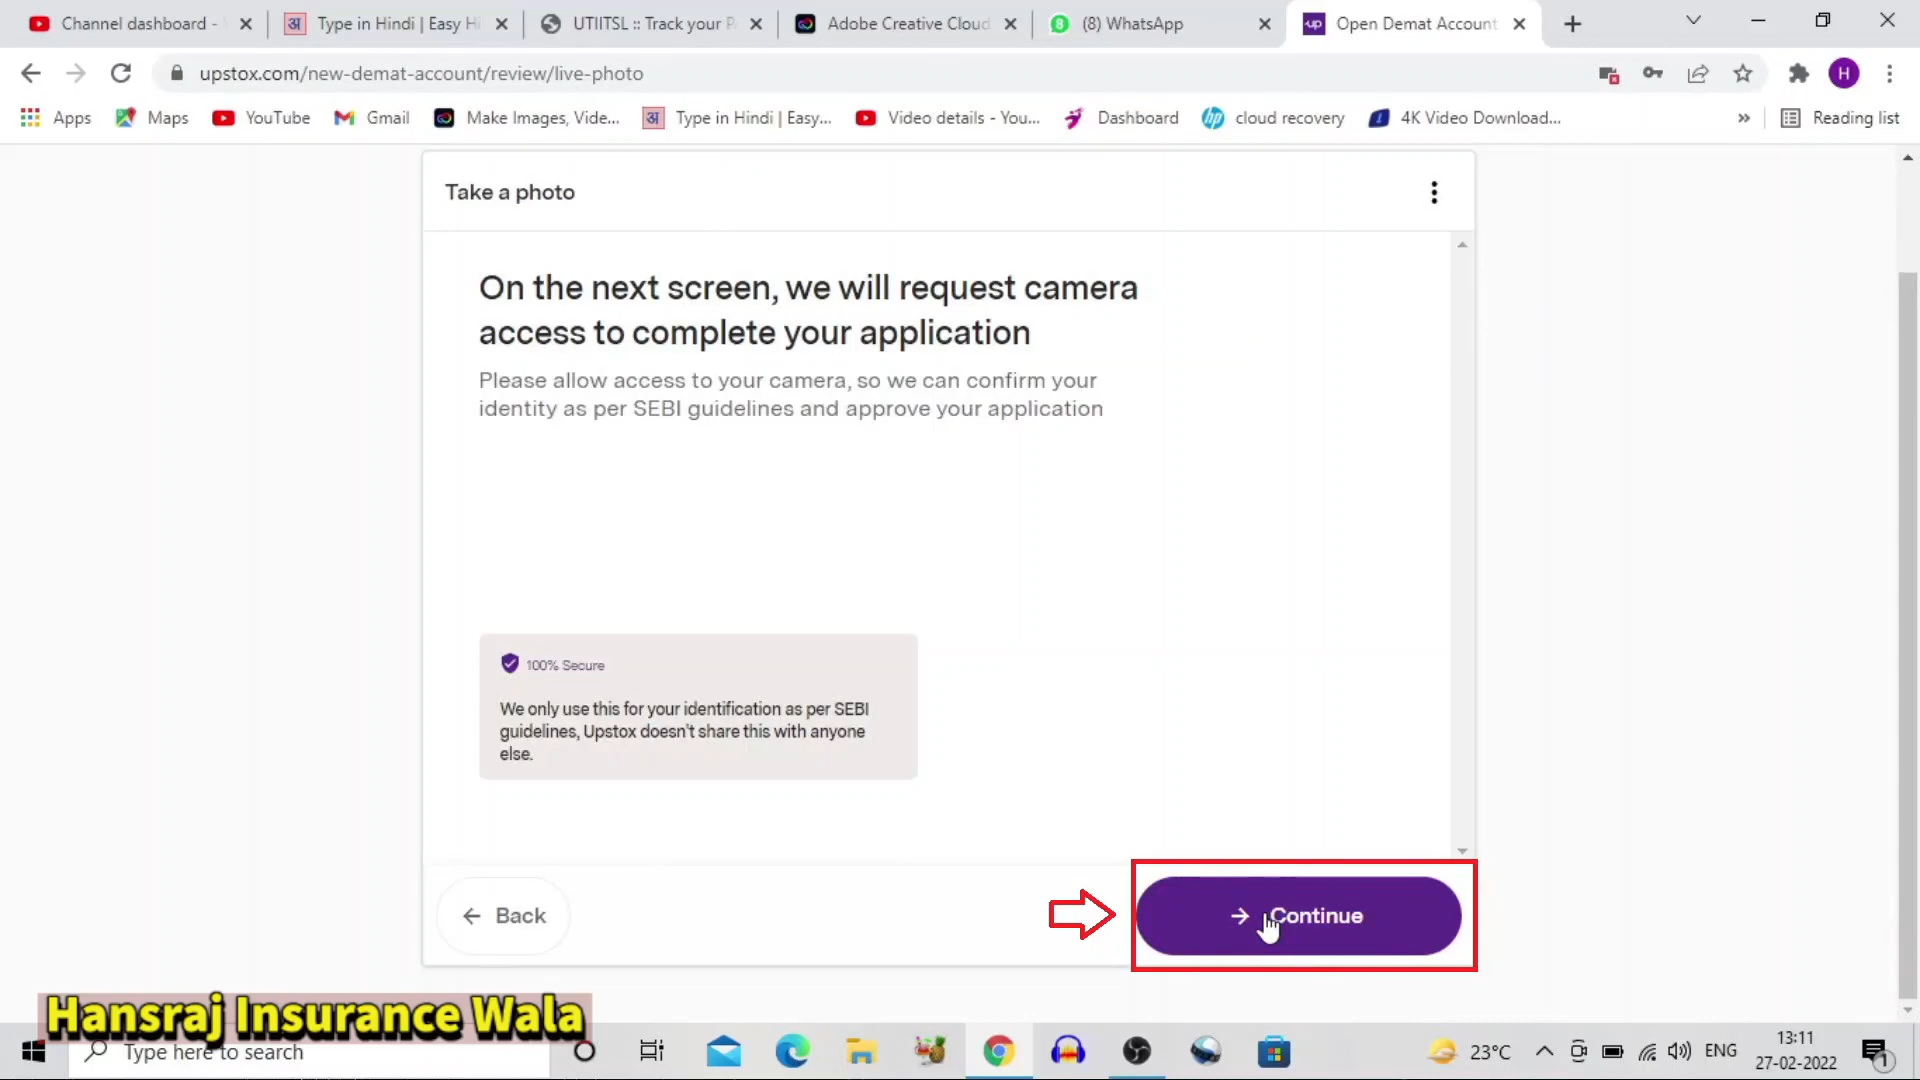 Channel dashboard -
Type in Hindi | Easy Hi
UTIITSL :: Track your P
Adobe Creative Cloud
(8) WhatsApp
up
Open Demat Account
upstox.com/new-demat-account/review/live-photo
H
Apps
Maps
YouTube
Gmail
Make Images, Vide...
अ Type in Hindi | Easy...
Video details - You...
Dashboard
hp cloud recovery
4K Video Download...
»
Reading list
Take a photo
On the next screen, we will request camera
access to complete your application
Please allow access to your camera, so we can confirm your
identity as per SEBI guidelines and approve your application
100% Secure
We only use this for your identification as per SEBI
guidelines, Upstox doesn't share this with anyone
else.
← Back
→ Continue
Hansraj Insurance Wala
Type here to search
23°C
ENG
13:11
27-02-2022
1